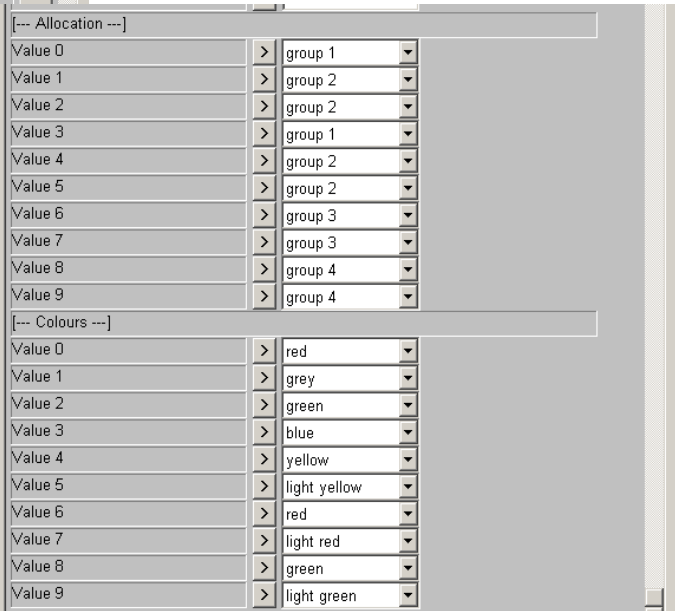 [--- Allocation ---]
Value 0 > group 1
Value 1 > group 2
Value 2 > group 2
Value 3 > group 1
Value 4 > group 2
Value 5 > group 2
Value 6 > group 3
Value 7 > group 3
Value 8 > group 4
Value 9 > group 4
[--- Colours ---]
Value 0 > red
Value 1 > grey
Value 2 > green
Value 3 > blue
Value 4 > yellow
Value 5 > light yellow
Value 6 > red
Value 7 > light red
Value 8 > green
Value 9 > light green